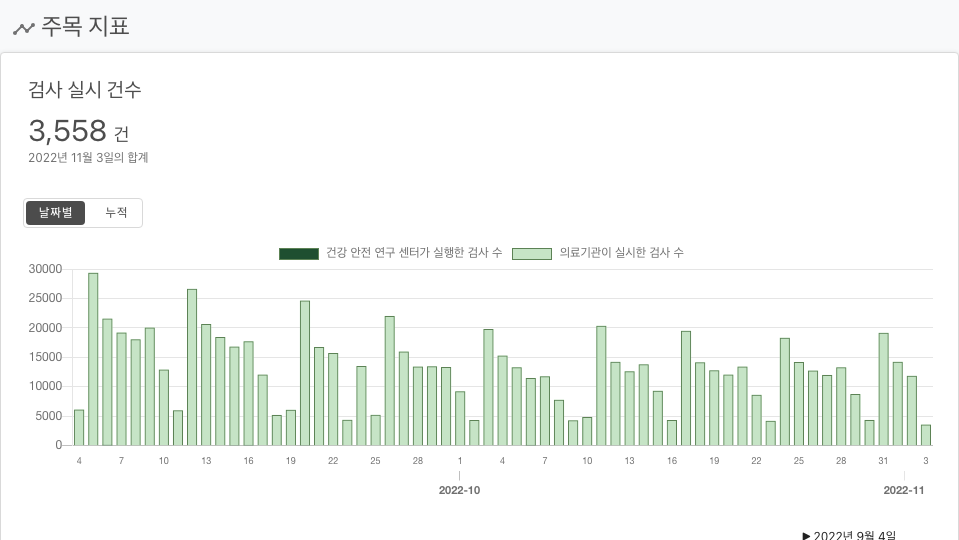 주목 지표
검사 실시 건수
3,558 건
2022년 11월 3일의 합계
날짜별 누적
건강 안전 연구 센터가 실행한 검사 수 의료기관이 실시한 검사 수
30000
25000
20000
15000
10000
5000
0
4 7 10 13 16 19 22 25 28 1 4 7 10 13 16 19 22 25 28 31 3
2022-10 2022-11
▶ 2022년 9월 4일